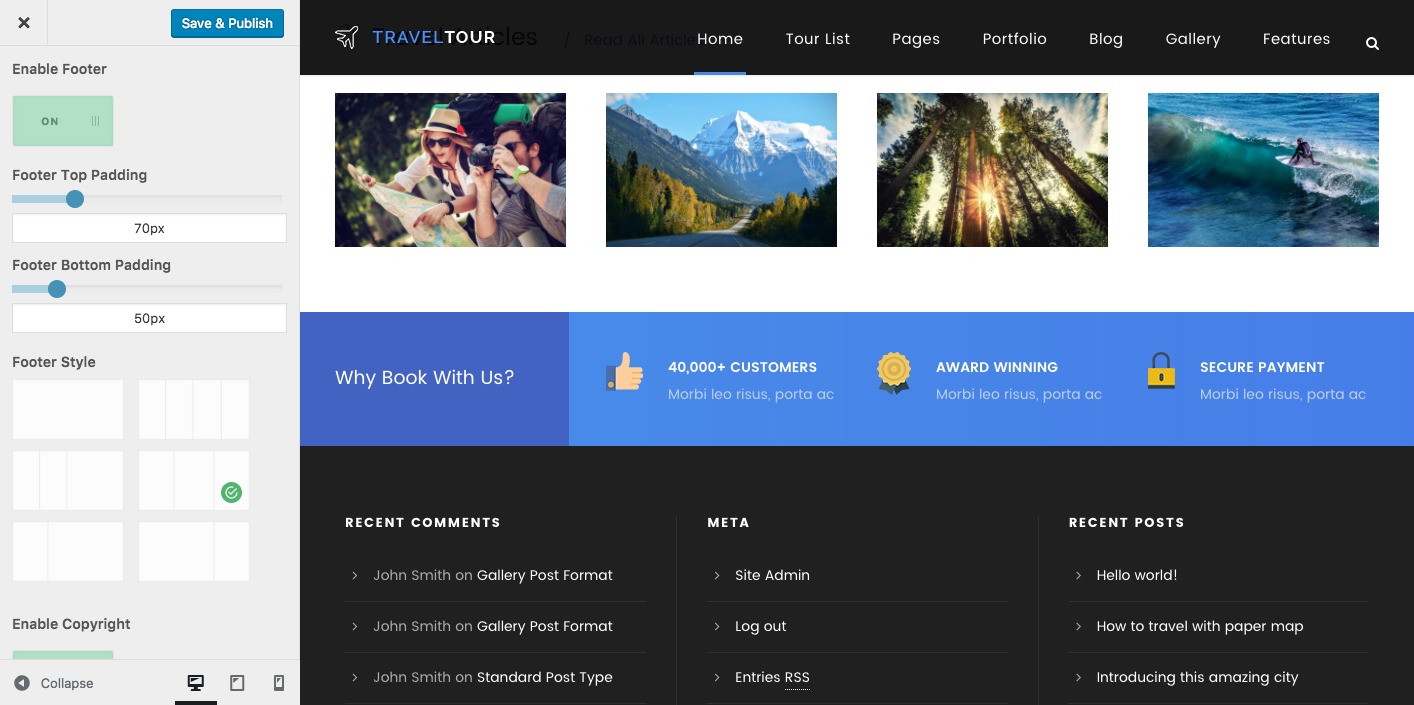 Save & Publish
Enable Footer
ON
Footer Top Padding
70px
Footer Bottom Padding
50px
Footer Style
Enable Copyright
Collapse
TRAVELTOUR
/ Read All Article
Home Tour List Pages Portfolio Blog Gallery Features
Why Book With Us?
40,000+ CUSTOMERS
Morbi leo risus, porta ac
AWARD WINNING
Morbi leo risus, porta ac
SECURE PAYMENT
Morbi leo risus, porta ac
RECENT COMMENTS
John Smith on Gallery Post Format
John Smith on Gallery Post Format
John Smith on Standard Post Type
META
Site Admin
Log out
Entries RSS
RECENT POSTS
Hello world!
How to travel with paper map
Introducing this amazing city